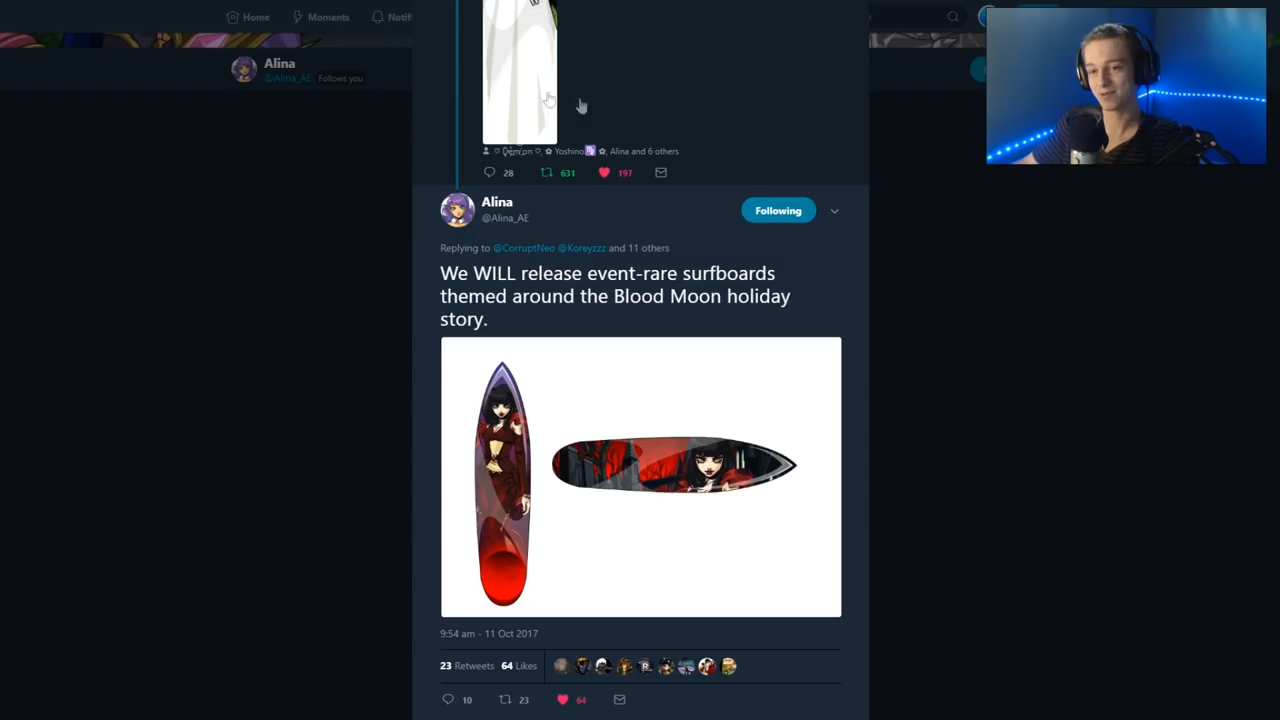 Home
Moments
Notif
Alina
@Alina_AE Follows you
Yoshino
Alina and 6 others
28 631 197
Alina
@Alina_AE
Following
Replying to @CorruptNeo @Koreyzzz and 11 others
We WILL release event-rare surfboards
themed around the Blood Moon holiday
story.
9:54 am - 11 Oct 2017
23 Retweets 64 Likes
R
10 23 64